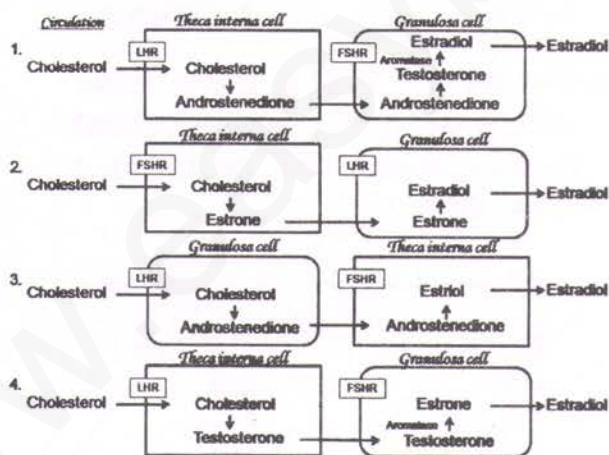 Circulation
Theca interna cell
Granulosa cell
1.
LHR
FSHR
Cholesterol
Cholesterol
Androstenedione
Estradiol
Aromatase
Testosterone
Androstenedione
Estradiol
Theca interna cell
Granulosa cell
2.
FSHR
LHR
Cholesterol
Cholesterol
Estrone
Estradiol
Estrone
Estradiol
Granulosa cell
Theca interna cell
3.
LHR
FSHR
Cholesterol
Cholesterol
Androstenedione
Estriol
Androstenedione
Estradiol
Theca interna cell
Granulosa cell
4.
LHR
FSHR
Cholesterol
Cholesterol
Testosterone
Estrone
Aromatase
Testosterone
Estradiol